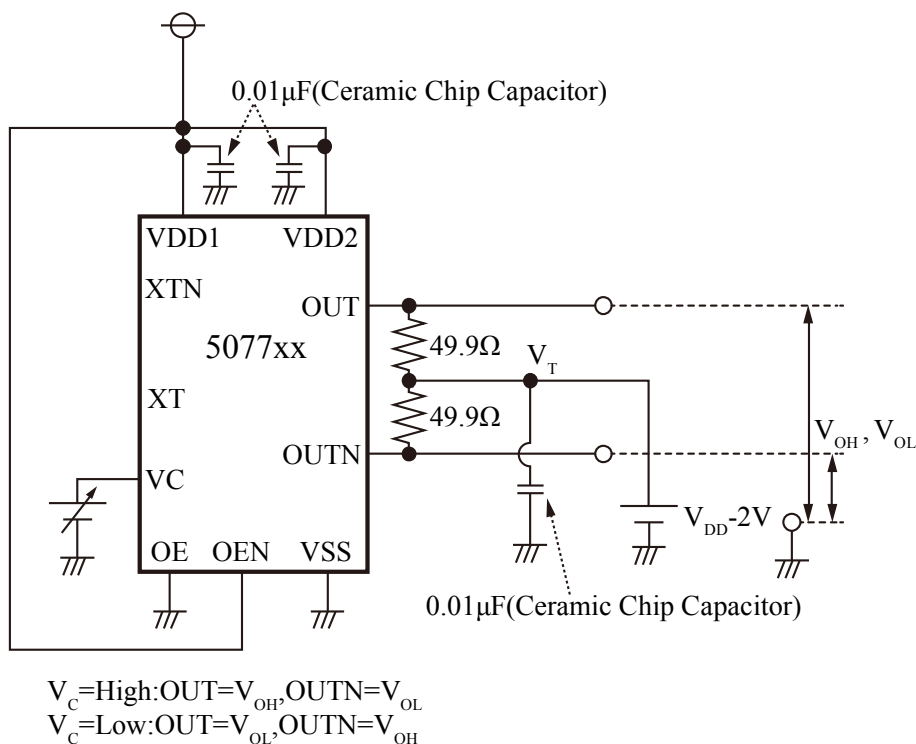 0.01μF(Ceramic Chip Capacitor)
VDD1 VDD2
XTN
OUT
5077xx
49.9Ω
V_T
XT
49.9Ω
OUTN
V_OH , V_OL
VC
V_DD-2V
OE OEN VSS
0.01μF(Ceramic Chip Capacitor)
V_C=High:OUT=V_OH,OUTN=V_OL
V_C=Low:OUT=V_OL,OUTN=V_OH